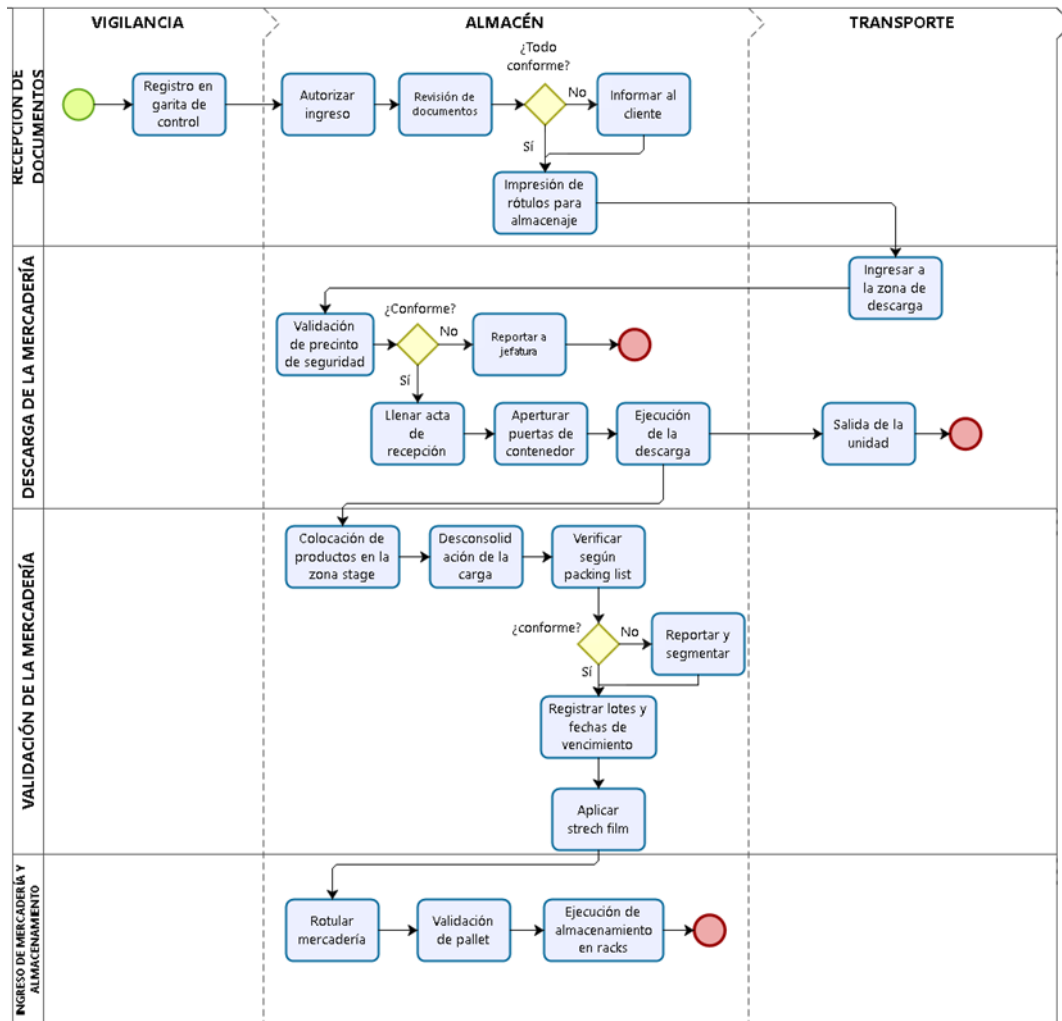 VIGILANCIA
ALMACÉN
TRANSPORTE
RECEPCIÓN DE
DOCUMENTOS
Registro en
garita de
control
Autorizar
ingreso
Revisión de
documentos
¿Todo
conforme?
No
Informar al
cliente
Sí
Impresión de
rótulos para
almacenaje
DESCARGA DE LA MERCADERÍA
Ingresar a
la zona de
descarga
Validación
de precinto
de seguridad
¿Conforme?
No
Reportar a
jefatura
Sí
Llenar acta
de
recepción
Aperturar
puertas de
contenedor
Ejecución
de la
descarga
Salida de la
unidad
VALIDACIÓN DE LA MERCADERÍA
Colocación de
productos en la
zona stage
Desconsolid
ación de la
carga
Verificar
según
packing list
¿conforme?
No
Reportar y
segmentar
Sí
Registrar lotes y
fechas de
vencimiento
Aplicar
strech film
INGRESO DE MERCADERÍA Y
ALMACENAMIENTO
Rotular
mercadería
Validación
de pallet
Ejecución de
almacenamiento
en racks